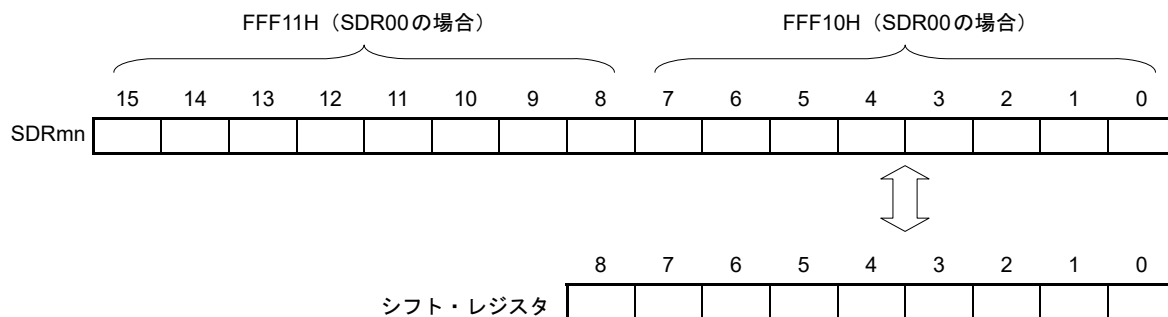 FFF11H（SDR00の場合） FFF10H（SDR00の場合）
15 14 13 12 11 10 9 8 7 6 5 4 3 2 1 0
SDRmn
8 7 6 5 4 3 2 1 0
シフト・レジスタ